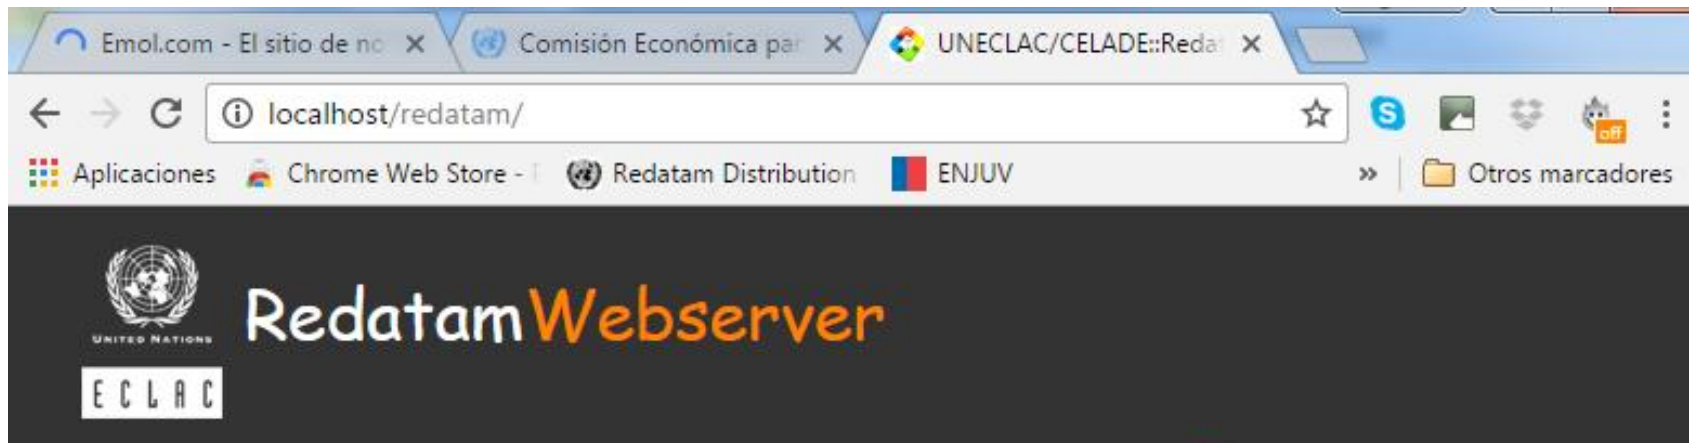 Emol.com - El sitio de no
Comisión Económica par
UNECLAC/CELADE::Redat
localhost/redatam/
off
Aplicaciones
Chrome Web Store -
Redatam Distribution
ENJUV
Otros marcadores
UNITED NATIONS
RedatamWebserver
ECLAC